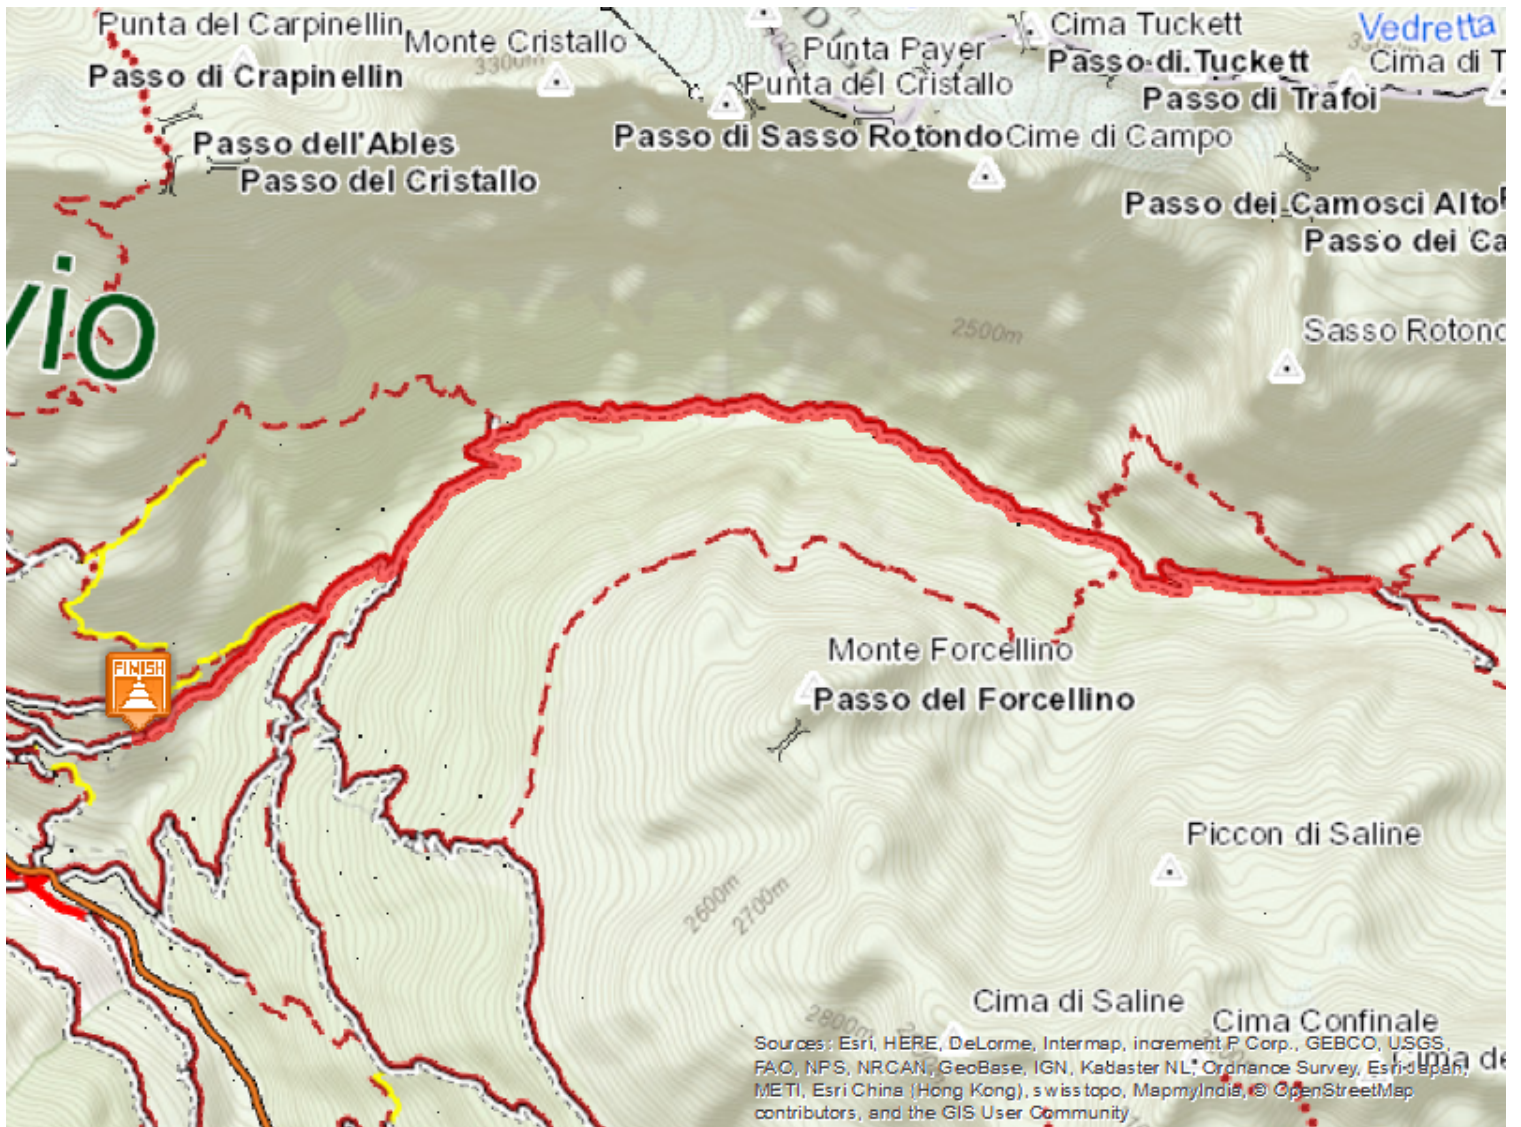 Punta del Carpinellin
Monte Cristallo
3300m
Punta Payer
Cima Tuckett
Vedretta
Passo di Crapinellin
Punta del Cristallo
Passo di Tuckett
Cima di T
Passo di Trafoi
Passo dell'Ables
Passo di Sasso Rotondo
Cime di Campo
Passo del Cristallo
Passo dei Camosci Alto
Passo dei Ca
vio
2500m
Sasso Rotond
FINISH
Monte Forcellino
Passo del Forcellino
Piccon di Saline
2600m
2700m
Cima di Saline
2800m
Cima Confinale
Cima de
Sources: Esri, HERE, DeLorme, Intermap, increment P Corp., GEBCO, USGS,
FAO, NPS, NRCAN, GeoBase, IGN, Kadaster NL, Ordnance Survey, Esri Japan,
METI, Esri China (Hong Kong), swisstopo, MapmyIndia, © OpenStreetMap
contributors, and the GIS User Community